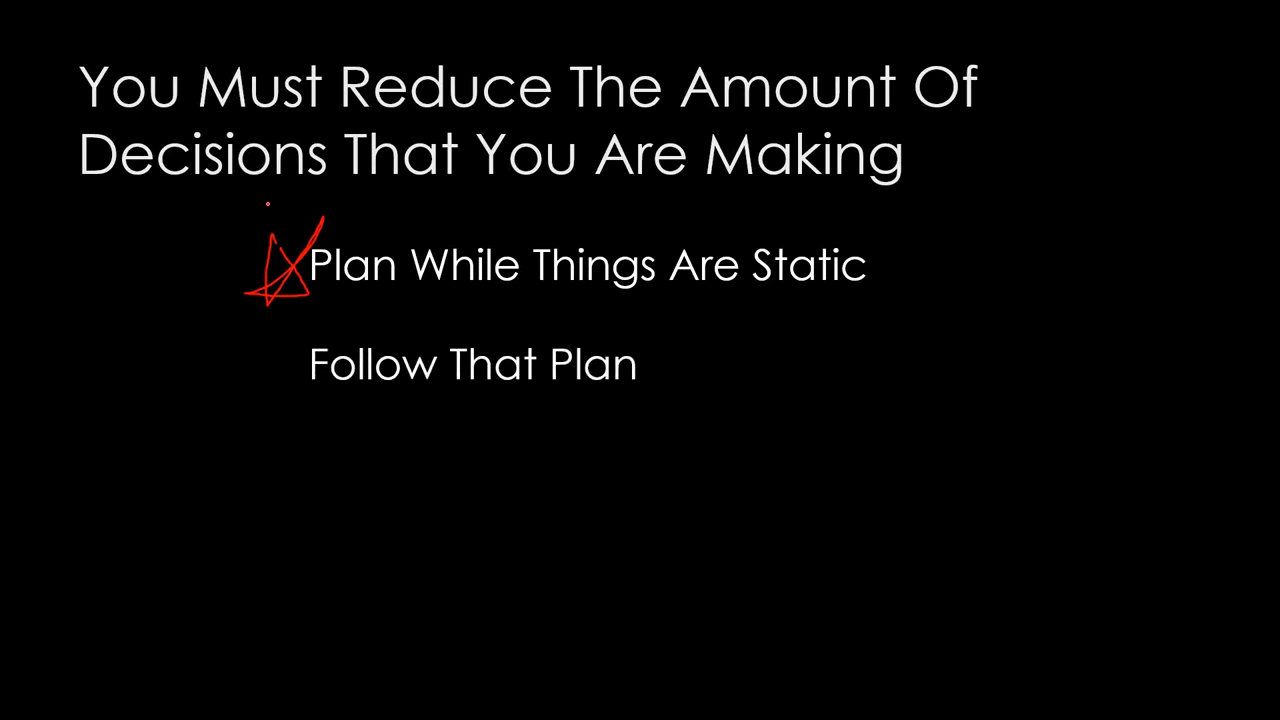 You Must Reduce The Amount Of
Decisions That You Are Making
Plan While Things Are Static
Follow That Plan